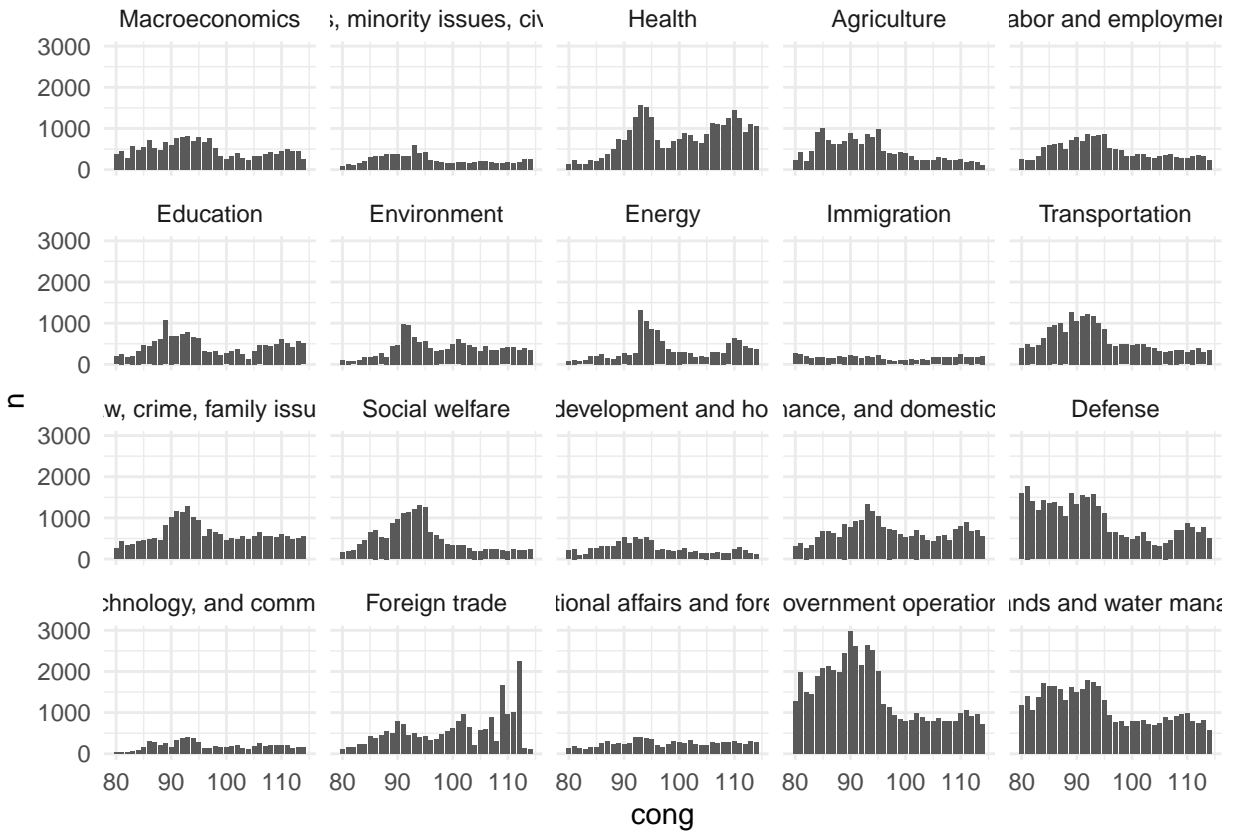 Macroeconomics
s, minority issues, civ
Health
Agriculture
abor and employmer
3000
2000
1000
0
Education
Environment
Energy
Immigration
Transportation
3000
2000
1000
0
n
w, crime, family issu
Social welfare
development and ho
nance, and domestic
Defense
3000
2000
1000
0
chnology, and comm
Foreign trade
tional affairs and fore
overnment operation
ands and water mana
3000
2000
1000
0
80 90 100 110 80 90 100 110 80 90 100 110 80 90 100 110 80 90 100 110
cong